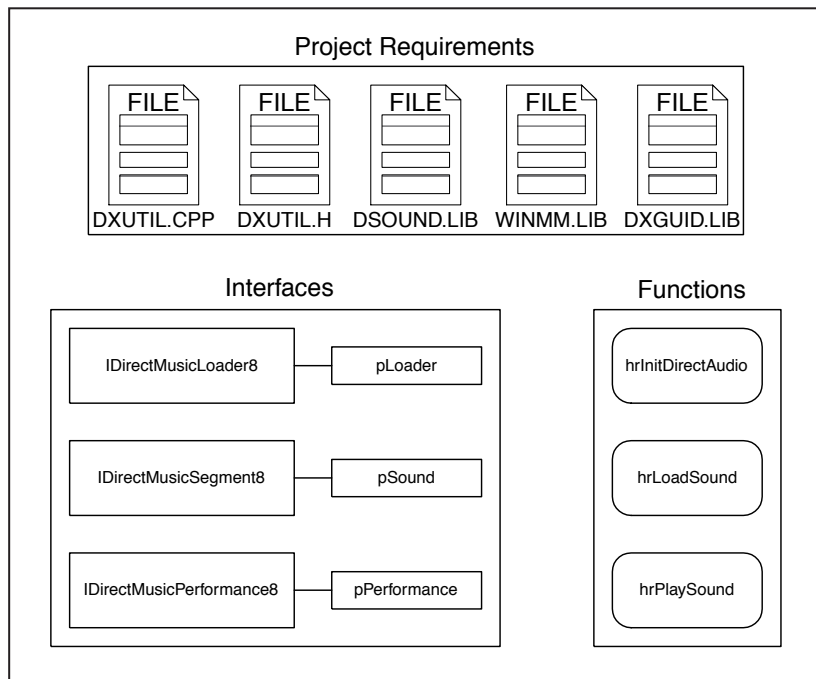 Project Requirements
FILE FILE FILE FILE FILE
DXUTIL.CPP DXUTIL.H DSOUND.LIB WINMM.LIB DXGUID.LIB
Interfaces
IDirectMusicLoader8 pLoader
IDirectMusicSegment8 pSound
IDirectMusicPerformance8 pPerformance
Functions
hrInitDirectAudio
hrLoadSound
hrPlaySound